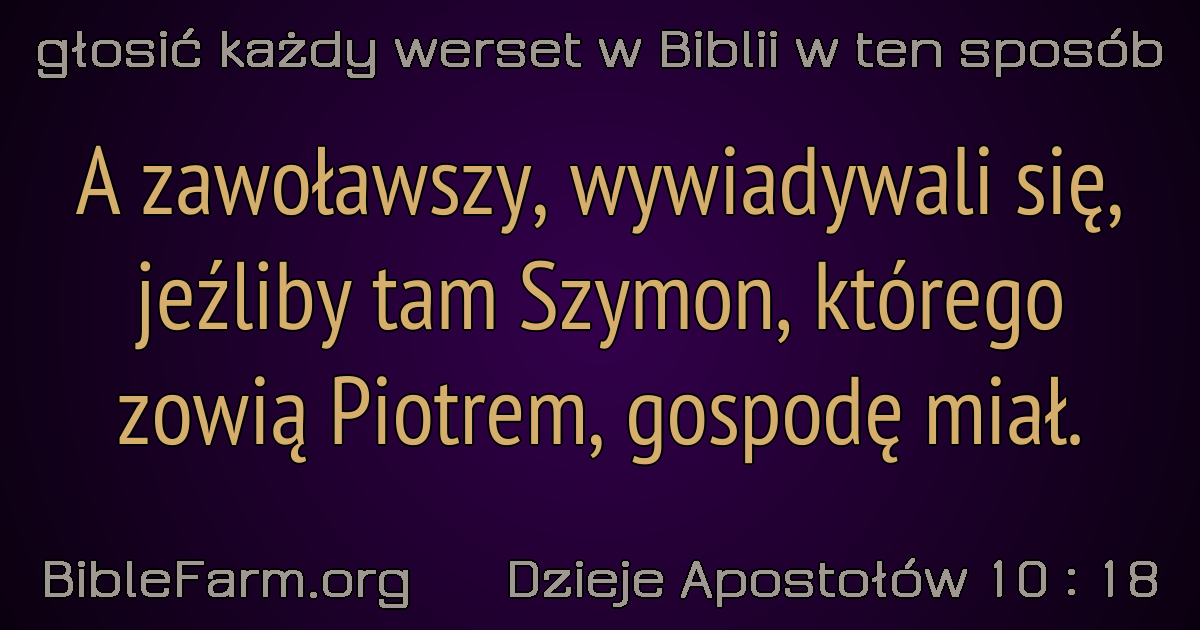 głosić każdy werset w Biblii w ten sposób
A zawoławszy, wywiadywali się,
jeźliby tam Szymon, którego
zowią Piotrem, gospodę miał.
BibleFarm.org
Dzieje Apostołów 10 : 18